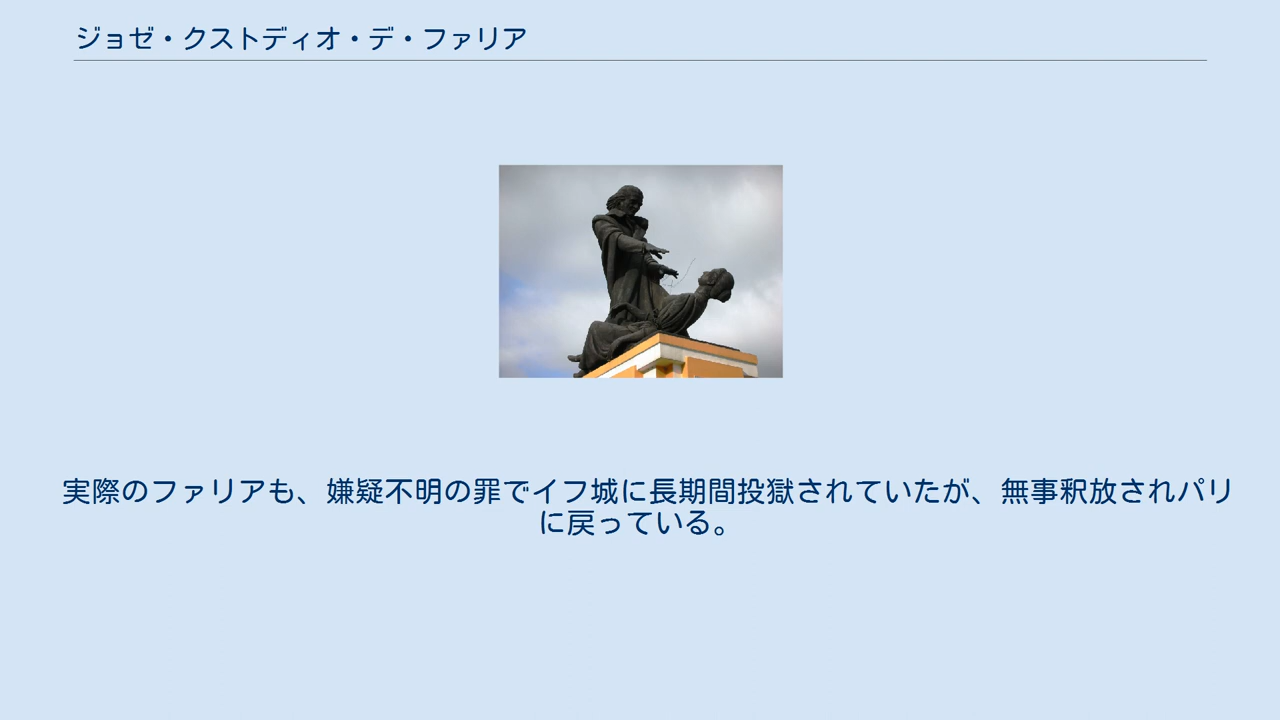 ジョゼ・クストディオ・デ・ファリア
実際のファリアも、嫌疑不明の罪でイフ城に長期間投獄されていたが、無事釈放されパリ
に戻っている。